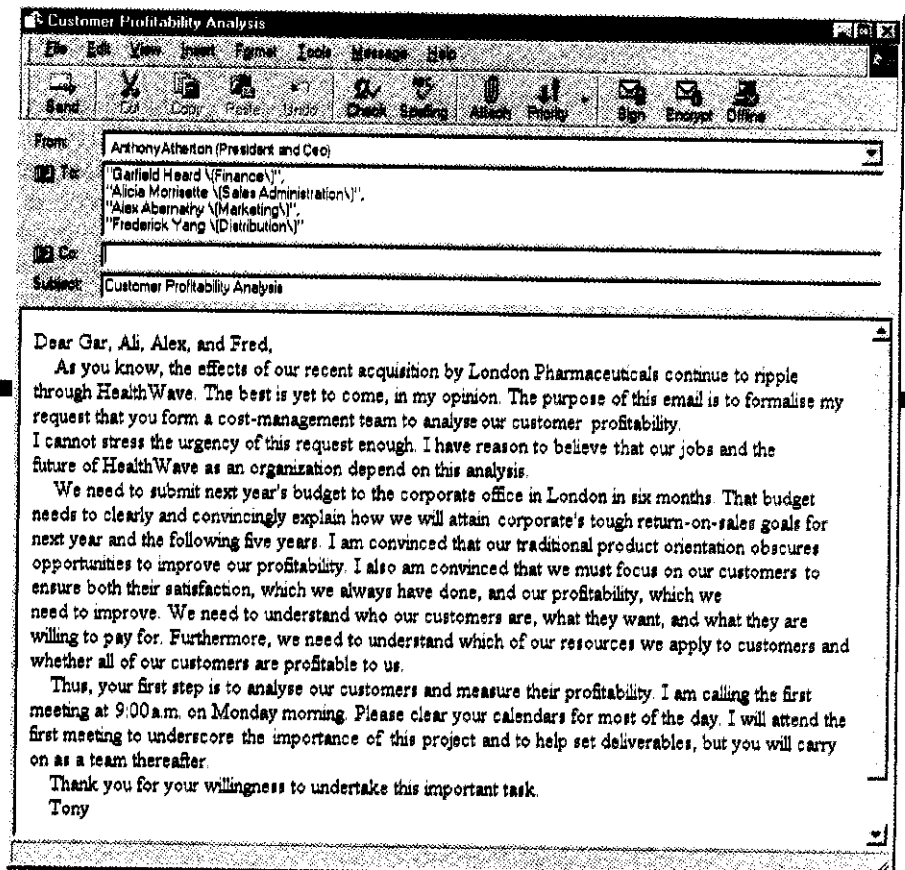 Customer Profitability Analysis
File Edit View Insert Format Tools Message Help
Send Cut Copy Paste Undo Check Spelling Attach Priority Sign Encrypt Offline
From: Anthony Atherton (President and Ceo)
To: "Garfield Heard \(Finance\)",
"Alicia Morrisette \(Sales Administration\)",
"Alex Abernathy \(Marketing\)",
"Frederick Yang \(Distribution\)"
Cc:
Subject: Customer Profitability Analysis
Dear Gar, Ali, Alex, and Fred,
As you know, the effects of our recent acquisition by London Pharmaceuticals continue to ripple
through HealthWave. The best is yet to come, in my opinion. The purpose of this email is to formalise my
request that you form a cost-management team to analyse our customer profitability.
I cannot stress the urgency of this request enough. I have reason to believe that our jobs and the
future of HealthWave as an organization depend on this analysis.
We need to submit next year's budget to the corporate office in London in six months. That budget
needs to clearly and convincingly explain how we will attain corporate's tough return-on-sales goals for
next year and the following five years. I am convinced that our traditional product orientation obscures
opportunities to improve our profitability. I also am convinced that we must focus on our customers to
ensure both their satisfaction, which we always have done, and our profitability, which we
need to improve. We need to understand who our customers are, what they want, and what they are
willing to pay for. Furthermore, we need to understand which of our resources we apply to customers and
whether all of our customers are profitable to us.
Thus, your first step is to analyse our customers and measure their profitability. I am calling the first
meeting at 9:00 a.m. on Monday morning. Please clear your calendars for most of the day. I will attend the
first meeting to underscore the importance of this project and to help set deliverables, but you will carry
on as a team thereafter.
Thank you for your willingness to undertake this important task.
Tony